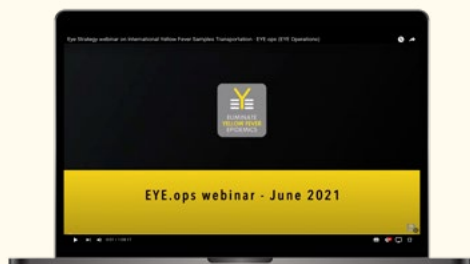 Eye Strategy webinar on International Yellow Fever Samples Transportation - EYE.ops (EYE Operations)
ELIMINATE
YELLOW FEVER
EPIDEMICS
EYE.ops webinar - June 2021